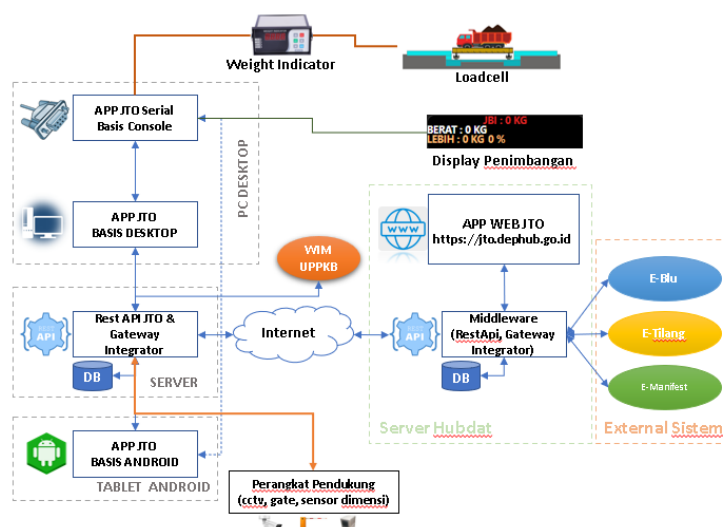 Weight Indicator
Loadcell
APP JTO Serial
Basis Console
PC DESKTOP
JBI : 0 KG
BERAT : 0 KG
LEBIH : 0 KG 0 %
Display Penimbangan
APP JTO
BASIS DESKTOP
WWW
APP WEB JTO
https://jto.dephub.go.id
WIM
UPPKB
E-Blu
REST
API
Rest API JTO &
Gateway
Integrator
Internet
REST
API
Middleware
(RestApi, Gateway
Integrator)
E-Tilang
DB
SERVER
DB
E-Manifest
Server Hubdat
External Sistem
APP JTO
BASIS ANDROID
TABLET ANDROID
Perangkat Pendukung
(cctv, gate, sensor dimensi)